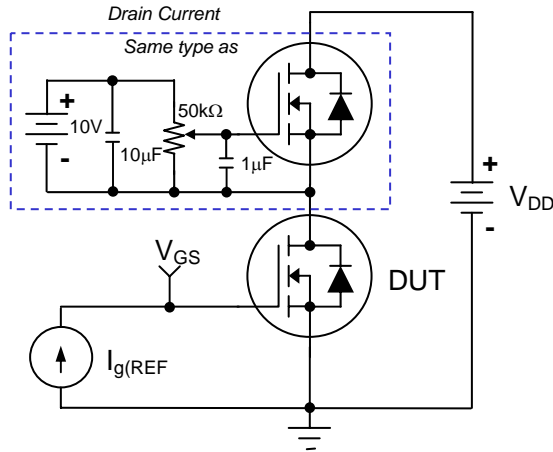 Drain Current
Same type as
+
10V
-
10μF
50kΩ
1μF
+
V_DD
-
V_GS
DUT
I_g(REF